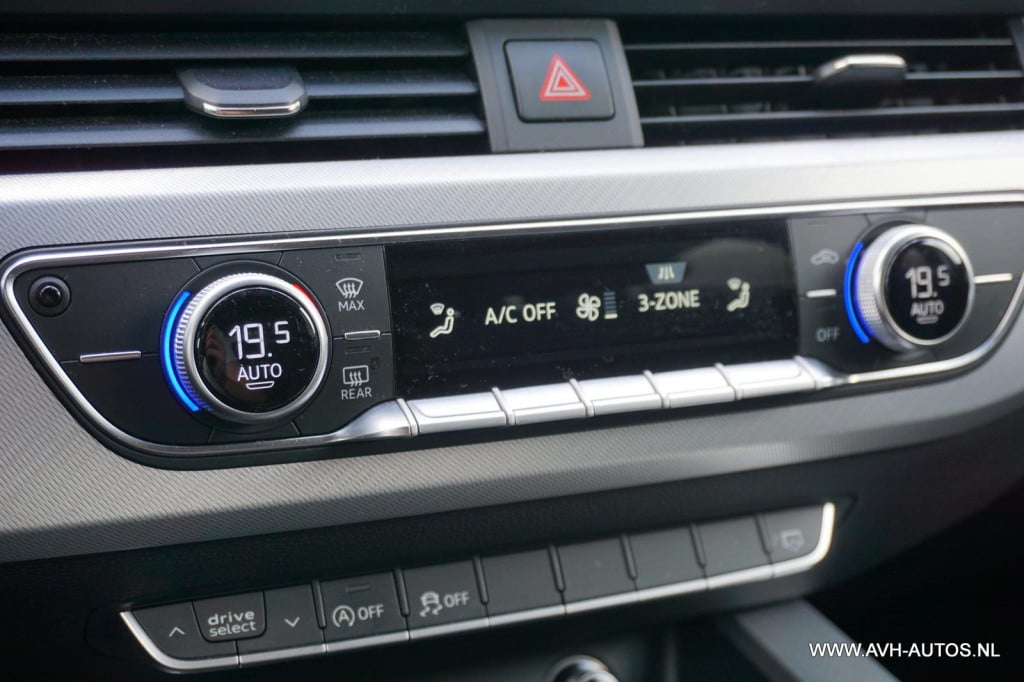 MAX
19.5
AUTO
REAR
A/C OFF
3-ZONE
19.5
AUTO
OFF
drive
select
OFF
OFF
WWW.AVH-AUTOS.NL